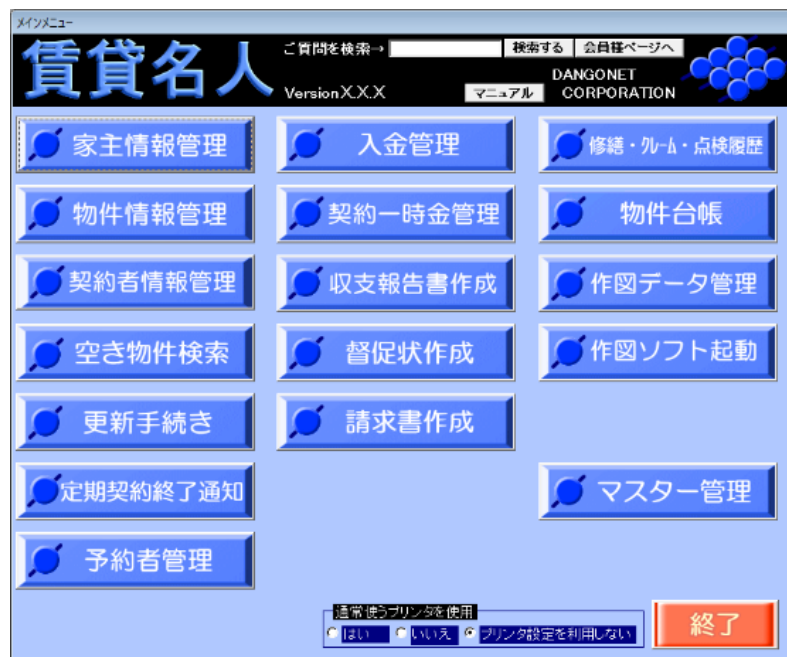 メインメニュー
賃貸名人
ご質問を検索→
検索する
会員様ページへ
VersionX.X.X
マニュアル
DANGONET
CORPORATION
家主情報管理
入金管理
修繕・クレーム・点検履歴
物件情報管理
契約一時金管理
物件台帳
契約者情報管理
収支報告書作成
作図データ管理
空き物件検索
督促状作成
作図ソフト起動
更新手続き
請求書作成
定期契約終了通知
マスター管理
予約者管理
通常使うプリンタを使用
はい
いいえ
プリンタ設定を利用しない
終了